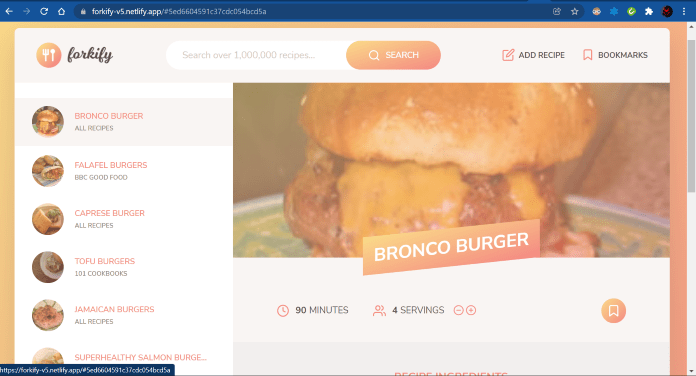 forkify-v5.netlify.app/#5ed6604591c37cdc054bcd5a
forkify
Search over 1,000,000 recipes...
SEARCH
ADD RECIPE
BOOKMARKS
BRONCO BURGER
ALL RECIPES
FALAFEL BURGERS
BBC GOOD FOOD
CAPRESE BURGER
ALL RECIPES
TOFU BURGERS
101 COOKBOOKS
JAMAICAN BURGERS
ALL RECIPES
SUPERHEALTHY SALMON BURGE...
BRONCO BURGER
90 MINUTES
4 SERVINGS
RECIPE INGREDIENTS
https://forkify-v5.netlify.app/#5ed6604591c37cdc054bcd5a